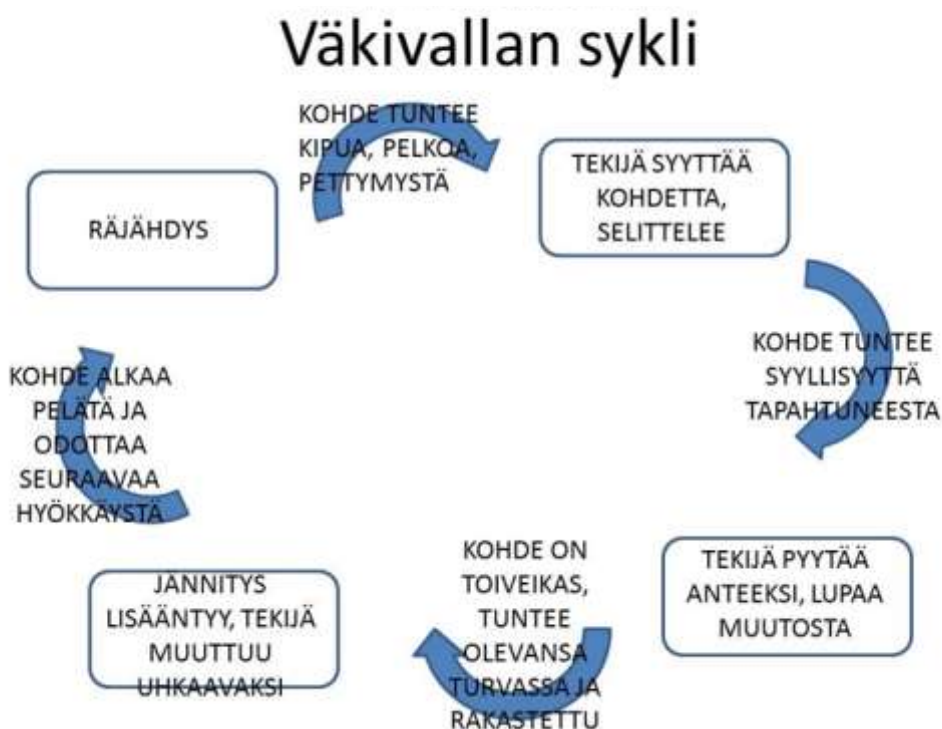 Väkivallan sykli
KOHDE TUNTEE
KIPUA, PELKOA,
PETTYMYSTÄ
TEKIJÄ SYYTTÄÄ
KOHDETTA,
SELITTELEE
RÄJÄHDYS
KOHDE TUNTEE
SYYLLISYYTTÄ
TAPAHTUNEESTA
KOHDE ALKAA
PELÄTÄ JA
ODOTTAA
SEURAAVAA
HYÖKKÄYSTÄ
TEKIJÄ PYYTÄÄ
ANTEEKSI, LUPAA
MUUTOSTA
KOHDE ON
TOIVEIKAS,
TUNTEE
OLEVANSA
TURVASSA JA
RAKASTETTU
JÄNNITYS
LISÄÄNTYY, TEKIJÄ
MUUTTUU
UHKAAVAKSI